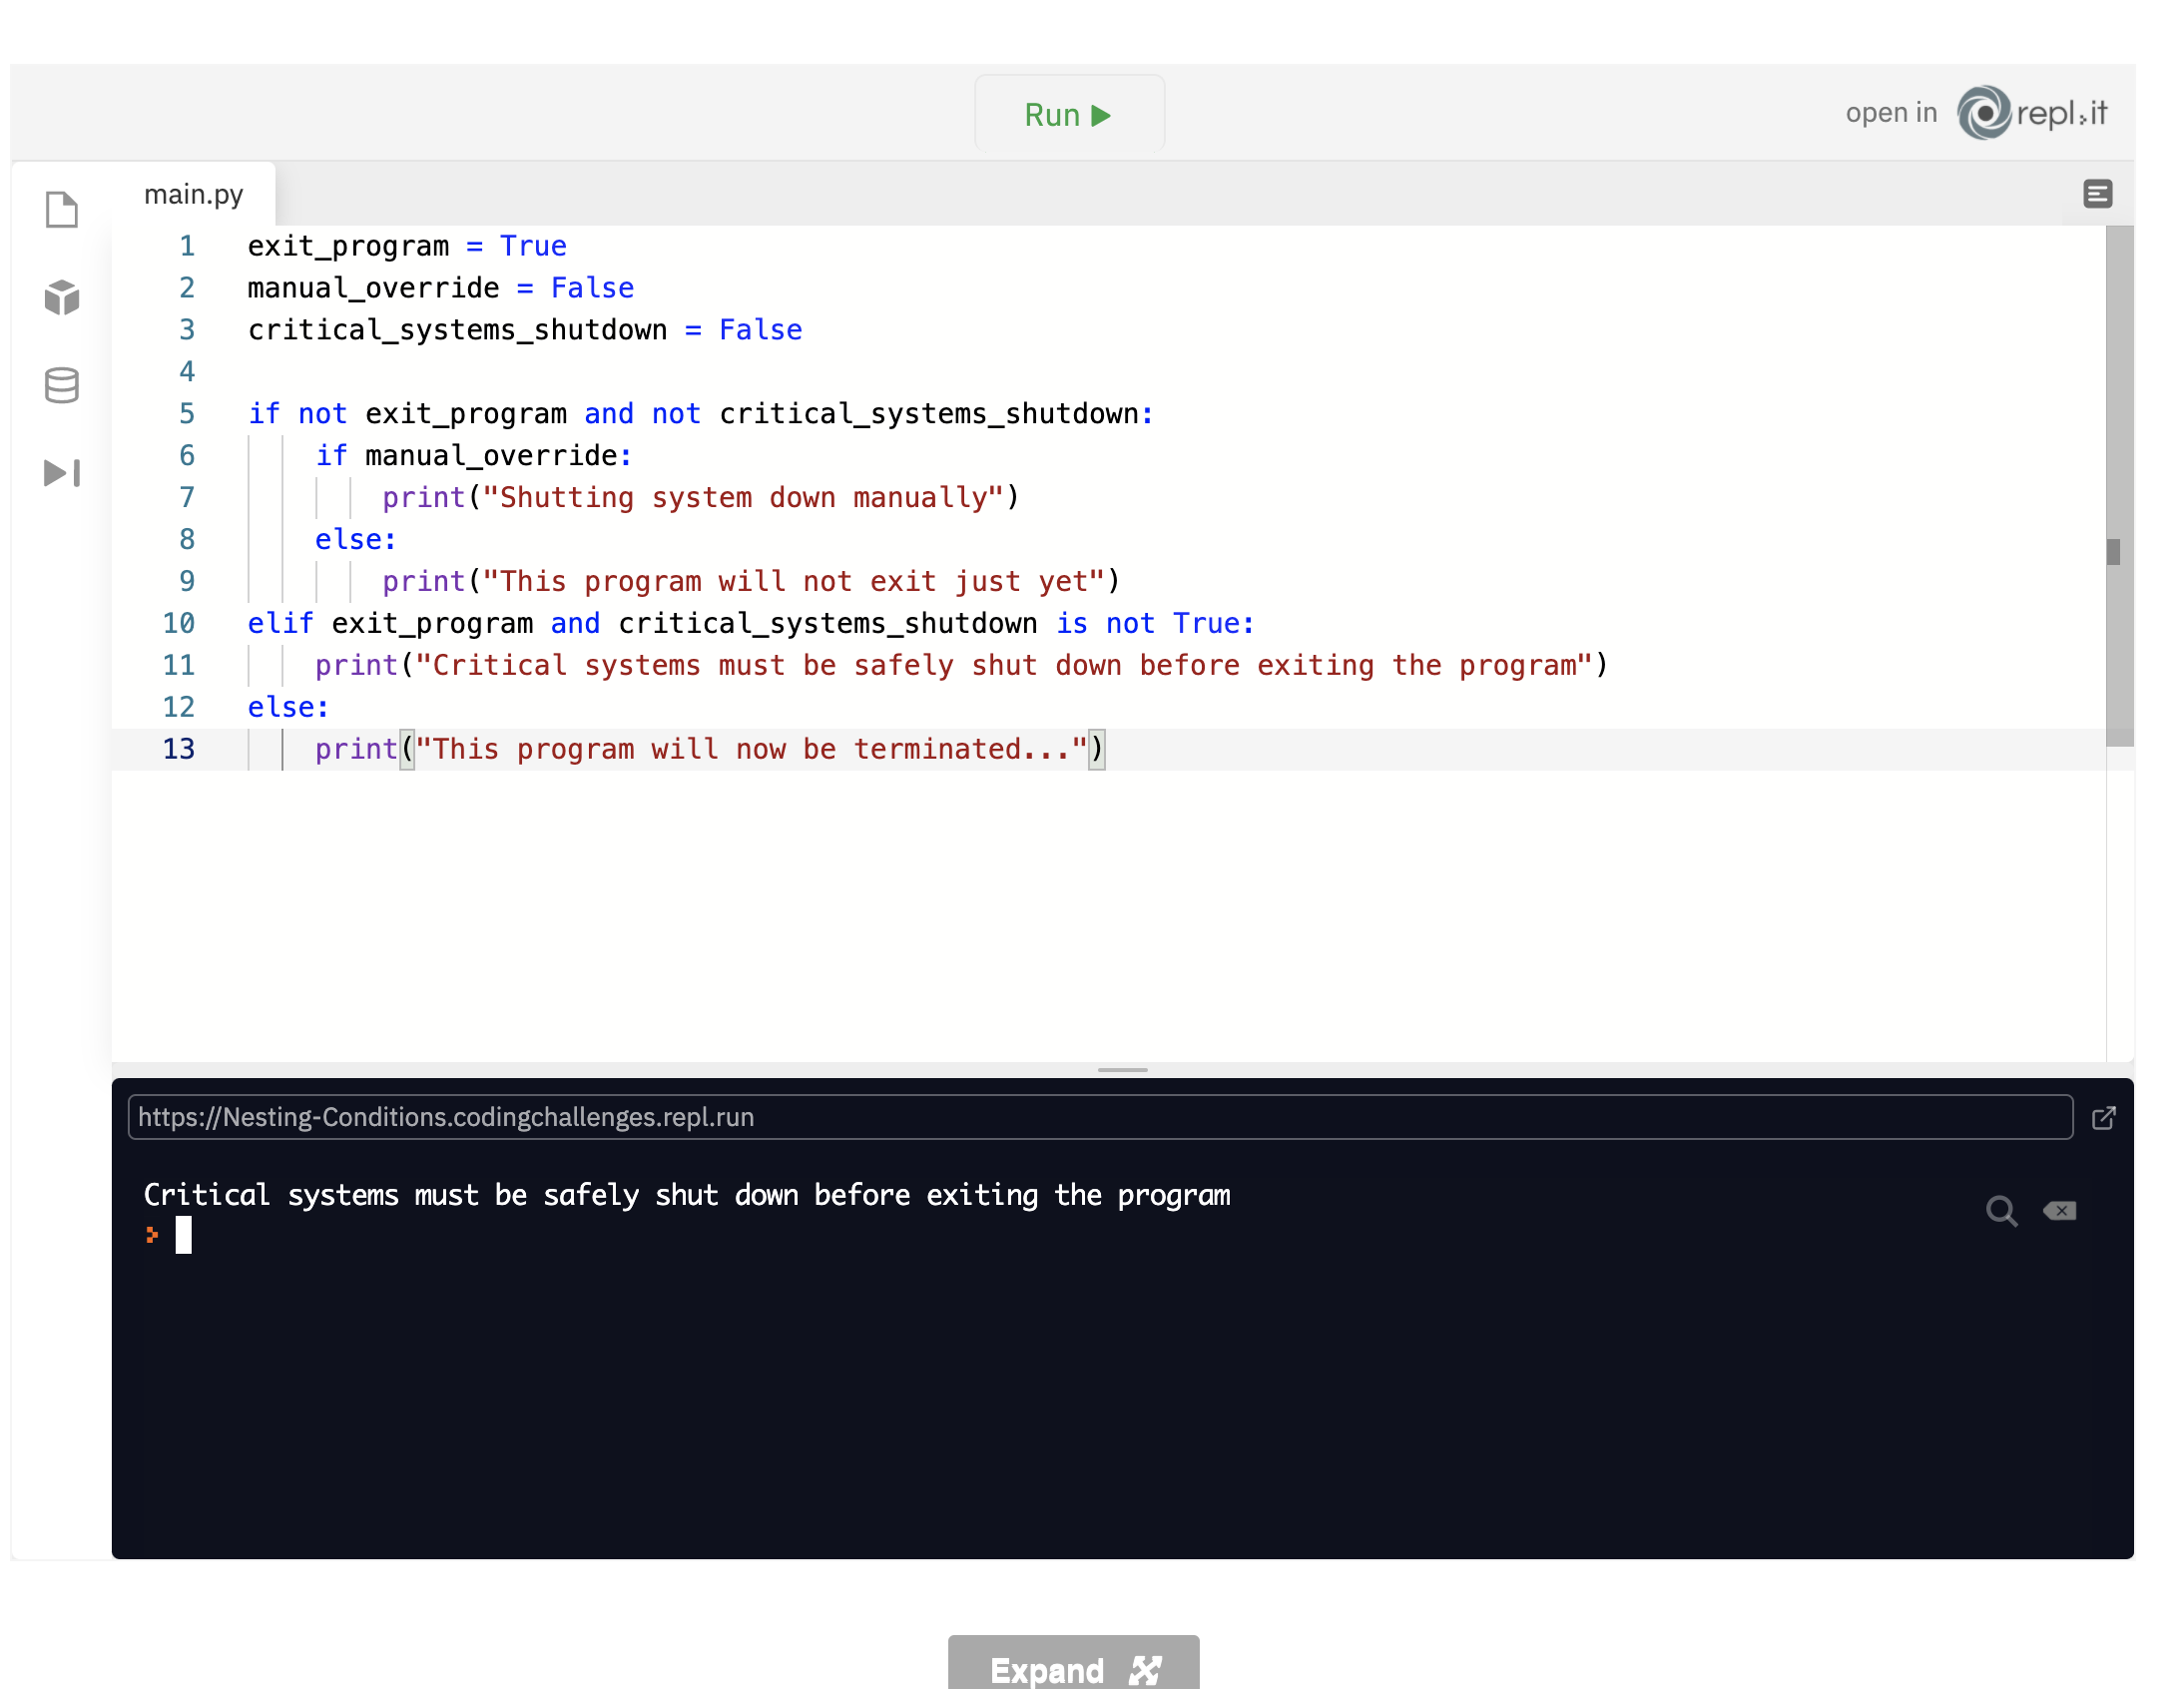 Run
open in repl.it
main.py
1 exit_program = True
2 manual_override = False
3 critical_systems_shutdown = False
4
5 if not exit_program and not critical_systems_shutdown:
6     if manual_override:
7         print("Shutting system down manually")
8     else:
9         print("This program will not exit just yet")
10 elif exit_program and critical_systems_shutdown is not True:
11     print("Critical systems must be safely shut down before exiting the program")
12 else:
13     print("This program will now be terminated...")
https://Nesting-Conditions.codingchallenges.repl.run
Critical systems must be safely shut down before exiting the program
Expand